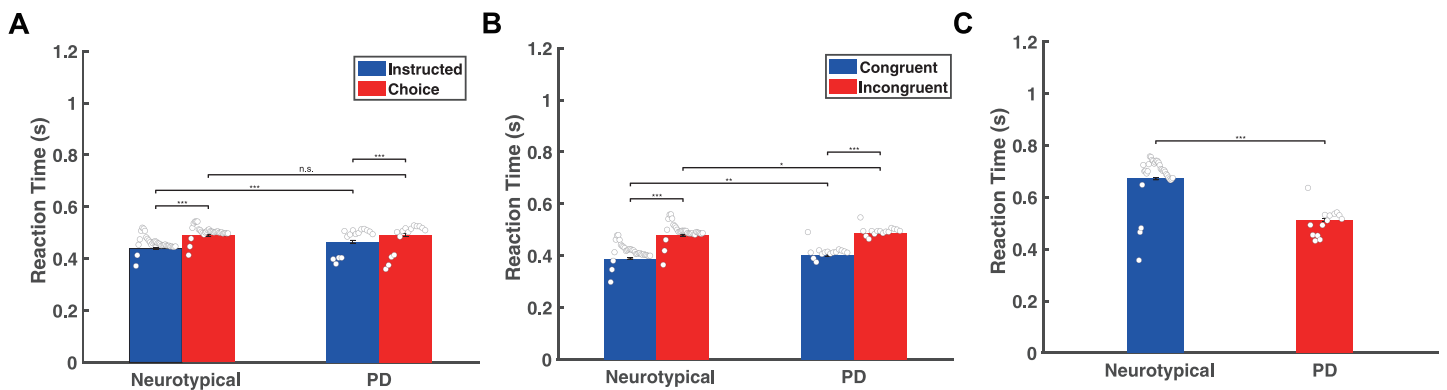 A
1.2
1
0.8
0.6
0.4
0.2
0
Reaction Time (s)
Instructed
Choice
***
n.s.
***
***
Neurotypical
PD
B
1.2
1
0.8
0.6
0.4
0.2
0
Reaction Time (s)
Congruent
Incongruent
***
*
**
***
Neurotypical
PD
C
1.2
1
0.8
0.6
0.4
0.2
0
Reaction Time (s)
***
Neurotypical
PD